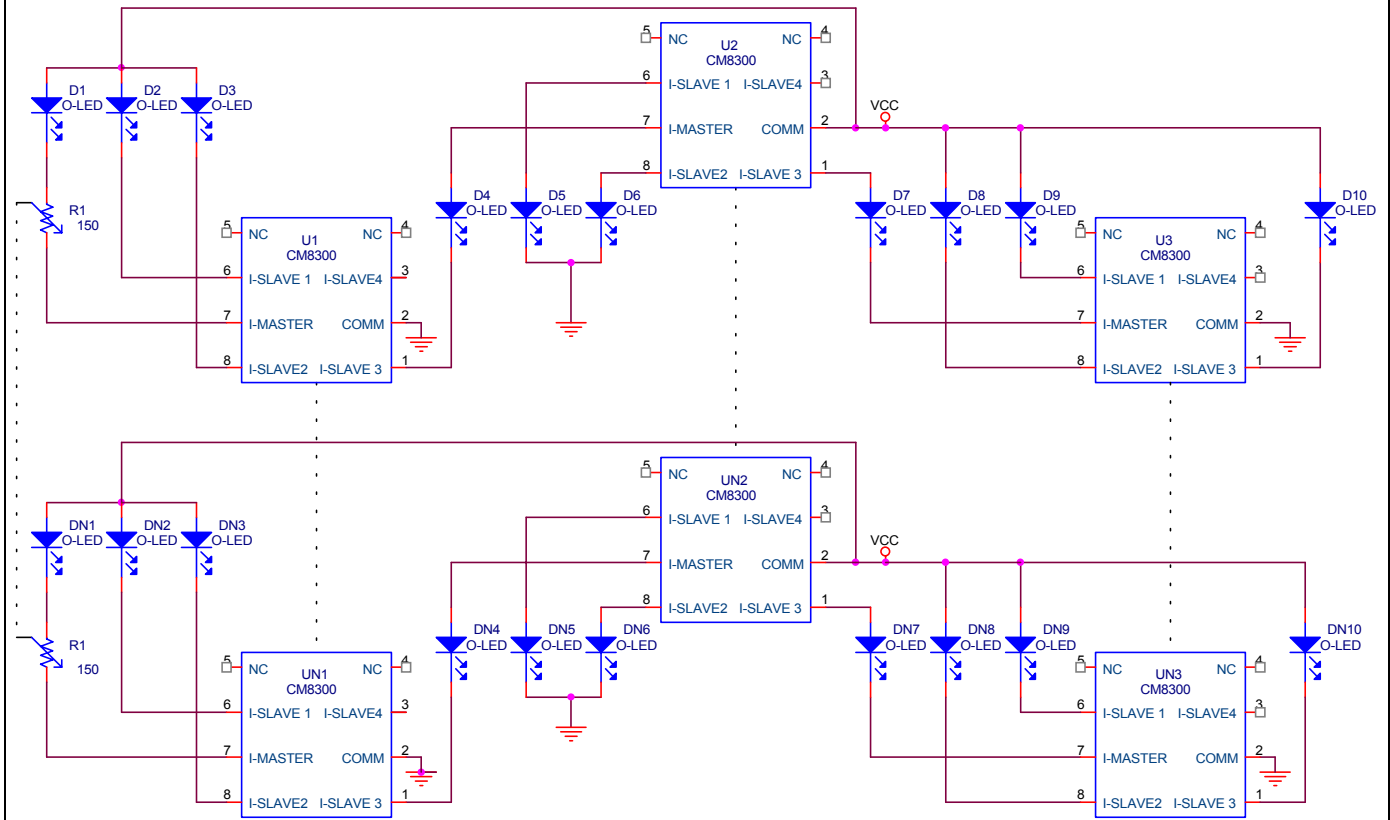 5 NC NC 4
U2
CM8300
6 I-SLAVE 1 I-SLAVE4 3
7 I-MASTER COMM 2
8 I-SLAVE2 I-SLAVE 3 1
D1
O-LED
D2
O-LED
D3
O-LED
VCC
R1
150
D4
O-LED
D5
O-LED
D6
O-LED
D7
O-LED
D8
O-LED
D9
O-LED
D10
O-LED
5 NC NC 4
U1
CM8300
6 I-SLAVE 1 I-SLAVE4 3
7 I-MASTER COMM 2
8 I-SLAVE2 I-SLAVE 3 1
5 NC NC 4
U3
CM8300
6 I-SLAVE 1 I-SLAVE4 3
7 I-MASTER COMM 2
8 I-SLAVE2 I-SLAVE 3 1
5 NC NC 4
UN2
CM8300
6 I-SLAVE 1 I-SLAVE4 3
7 I-MASTER COMM 2
8 I-SLAVE2 I-SLAVE 3 1
DN1
O-LED
DN2
O-LED
DN3
O-LED
VCC
R1
150
DN4
O-LED
DN5
O-LED
DN6
O-LED
DN7
O-LED
DN8
O-LED
DN9
O-LED
DN10
O-LED
5 NC NC 4
UN1
CM8300
6 I-SLAVE 1 I-SLAVE4 3
7 I-MASTER COMM 2
8 I-SLAVE2 I-SLAVE 3 1
5 NC NC 4
UN3
CM8300
6 I-SLAVE 1 I-SLAVE4 3
7 I-MASTER COMM 2
8 I-SLAVE2 I-SLAVE 3 1